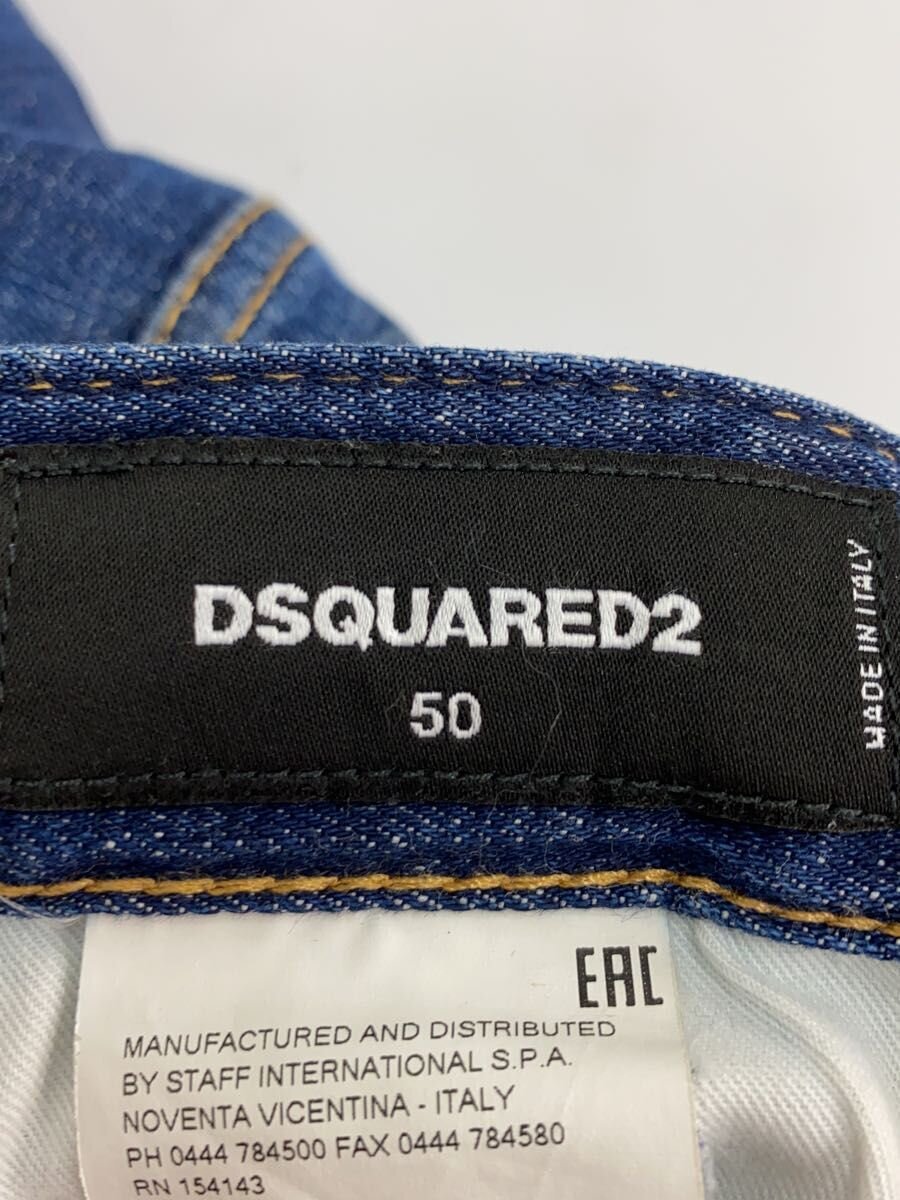 DSQUARED2
50
MADE IN ITALY
EAC
MANUFACTURED AND DISTRIBUTED
BY STAFF INTERNATIONAL S.P.A.
NOVENTA VICENTINA - ITALY
PH 0444 784500 FAX 0444 784580
RN 154143